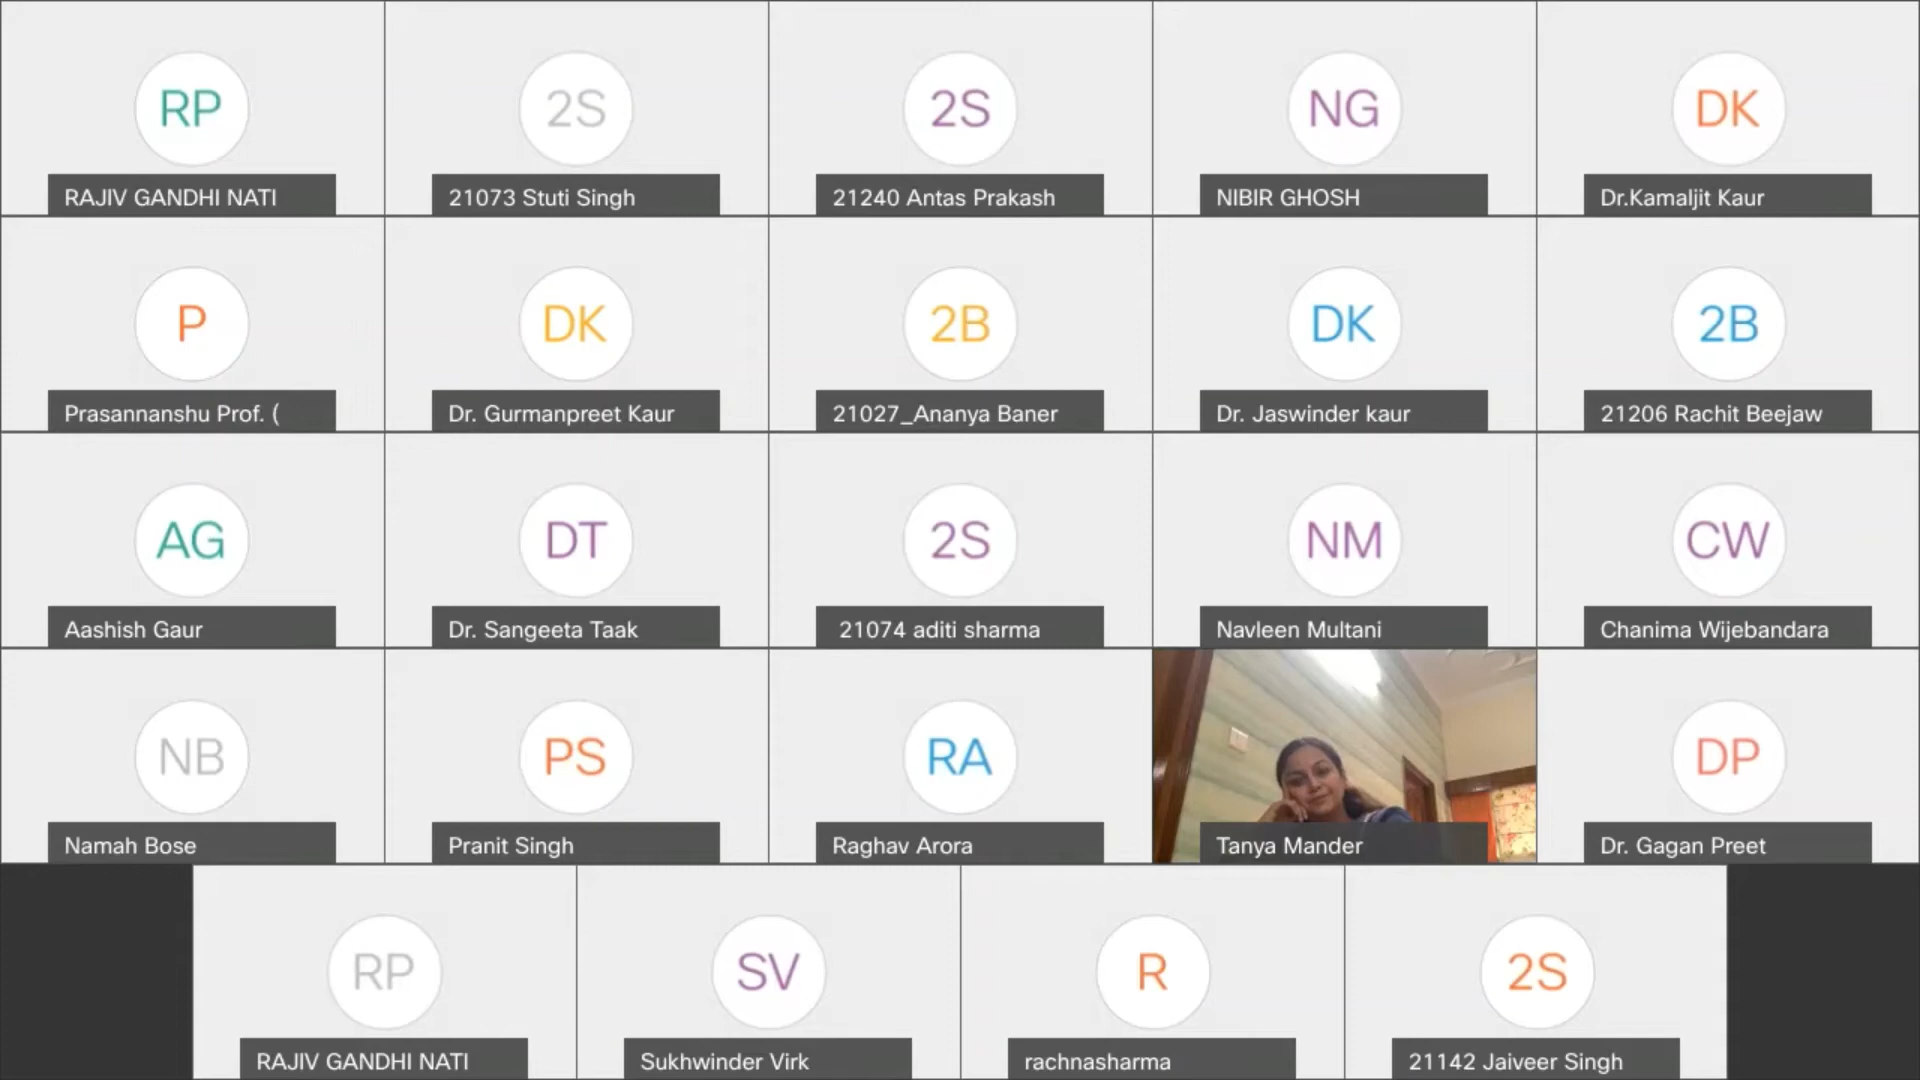 RP
2S
2S
NG
DK
RAJIV GANDHI NATI
21073 Stuti Singh
21240 Antas Prakash
NIBIR GHOSH
Dr.Kamaljit Kaur
P
DK
2B
DK
2B
Prasannanshu Prof. (
Dr. Gurmanpreet Kaur
21027_Ananya Baner
Dr. Jaswinder kaur
21206 Rachit Beejaw
AG
DT
2S
NM
CW
Aashish Gaur
Dr. Sangeeta Taak
21074 aditi sharma
Navleen Multani
Chanima Wijebandara
NB
PS
RA
DP
Namah Bose
Pranit Singh
Raghav Arora
Tanya Mander
Dr. Gagan Preet
RP
SV
R
2S
RAJIV GANDHI NATI
Sukhwinder Virk
rachnasharma
21142 Jaiveer Singh